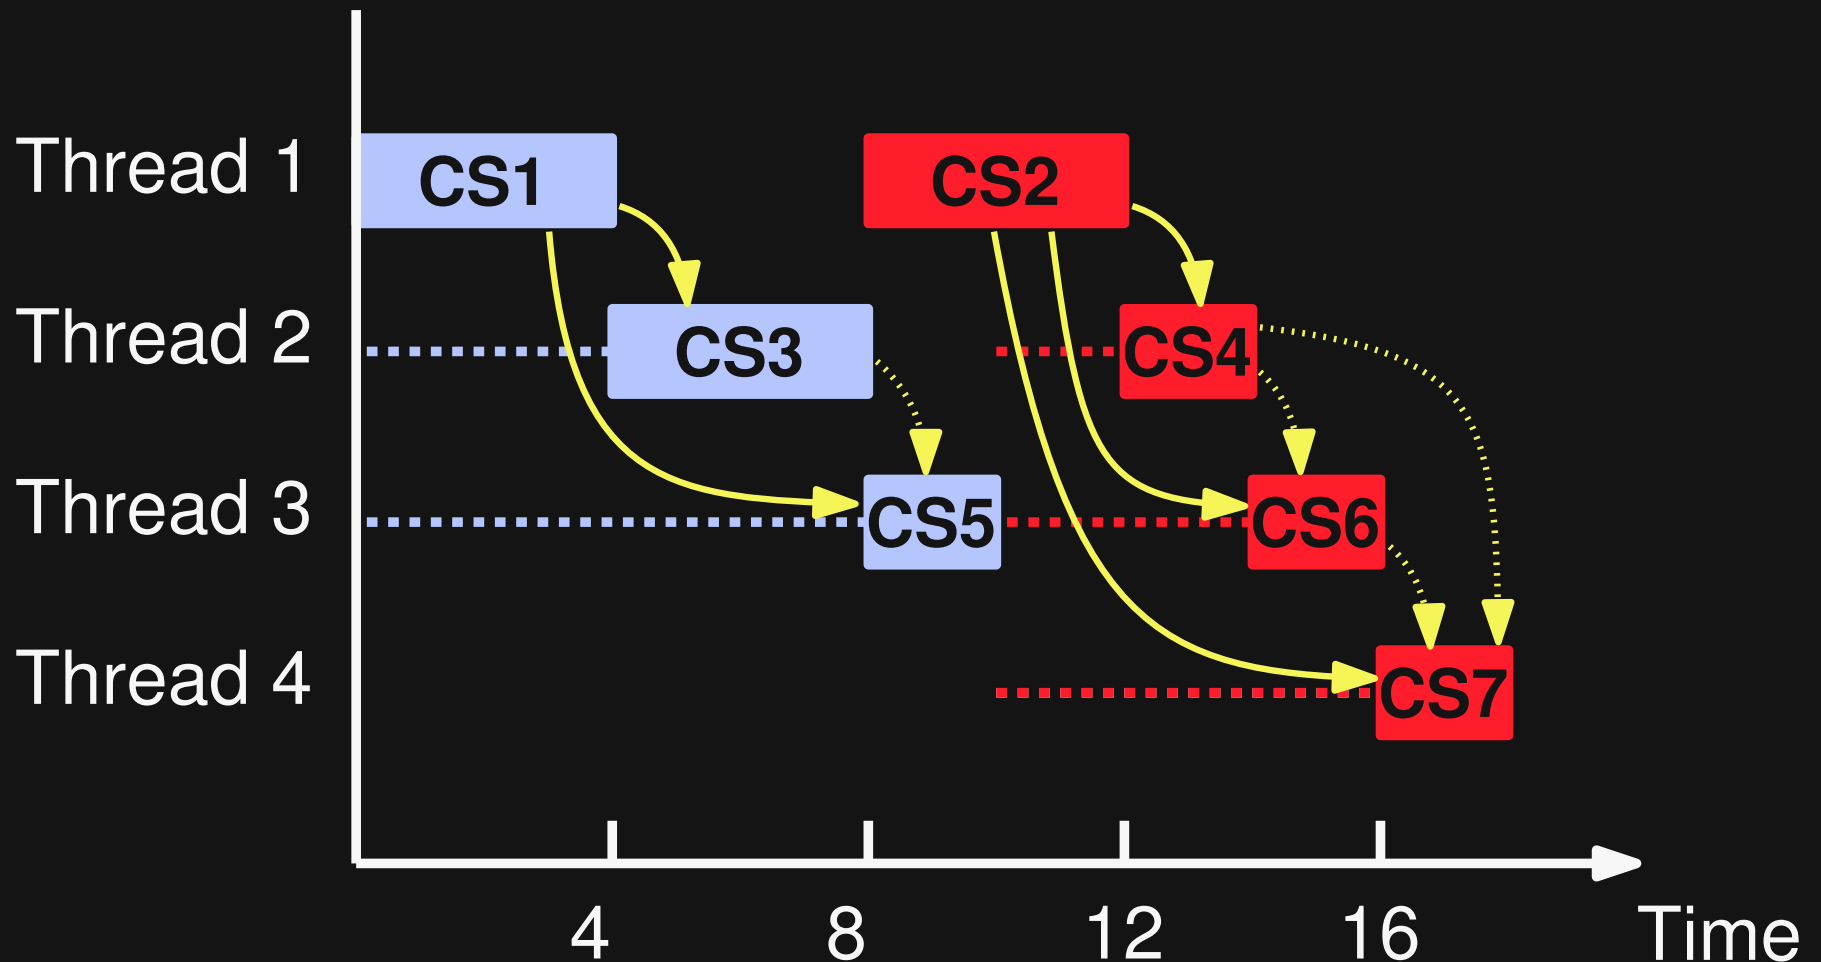 Thread 1
CS1
CS2
Thread 2
CS3
CS4
Thread 3
CS5
CS6
Thread 4
CS7
4
8
12
16
Time